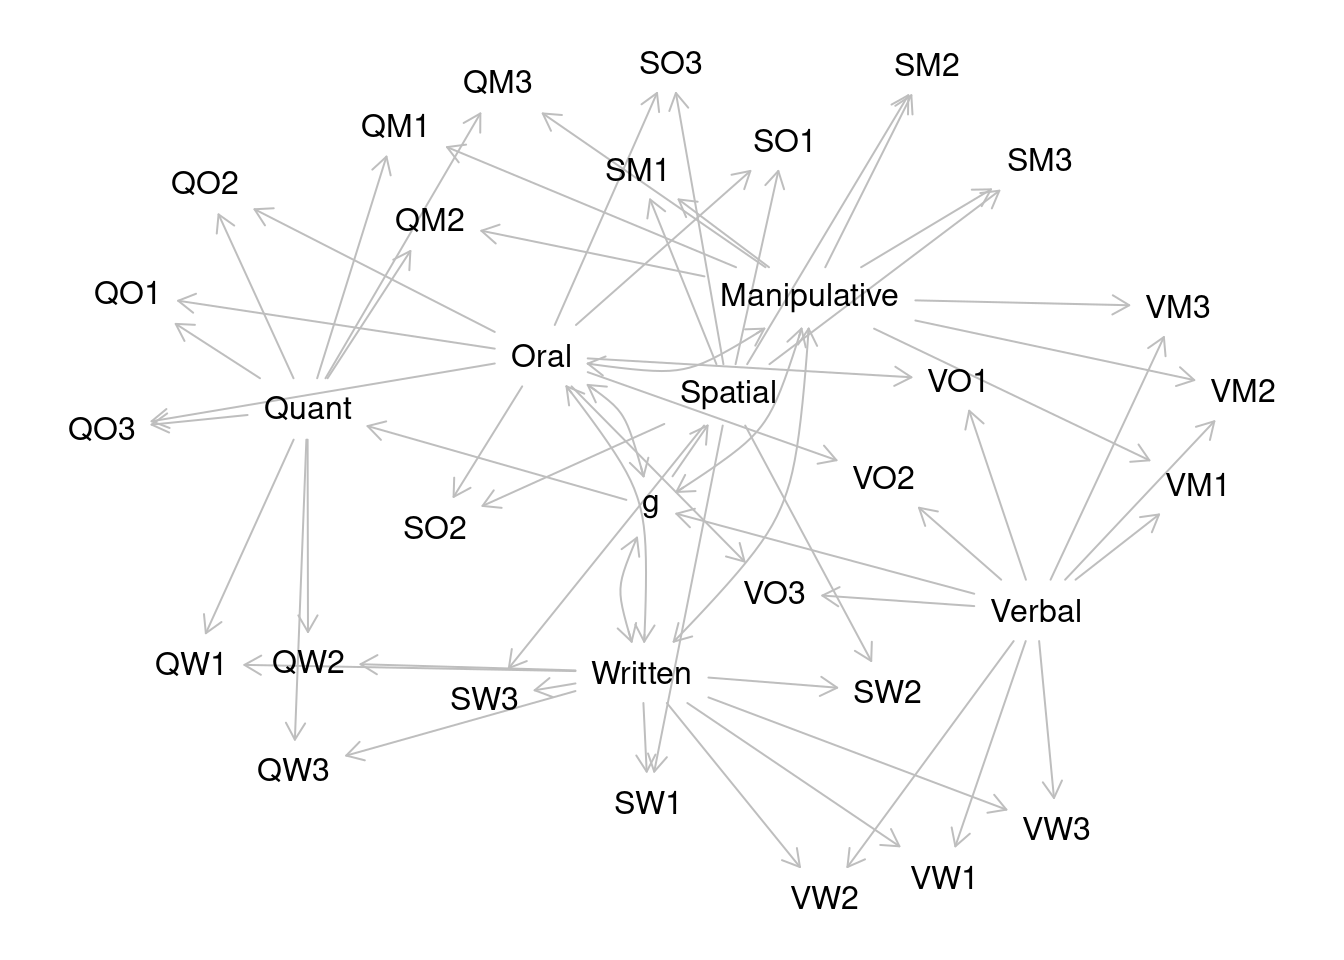 SO3
SM2
QM3
QM1
SO1
SM1
SM3
QO2
QM2
QO1
Manipulative
VM3
Oral
Spatial
VO1
VM2
Quant
QO3
VO2
VM1
g
SO2
VO3
Verbal
QW1
QW2
Written
SW3
SW2
QW3
SW1
VW3
VW1
VW2